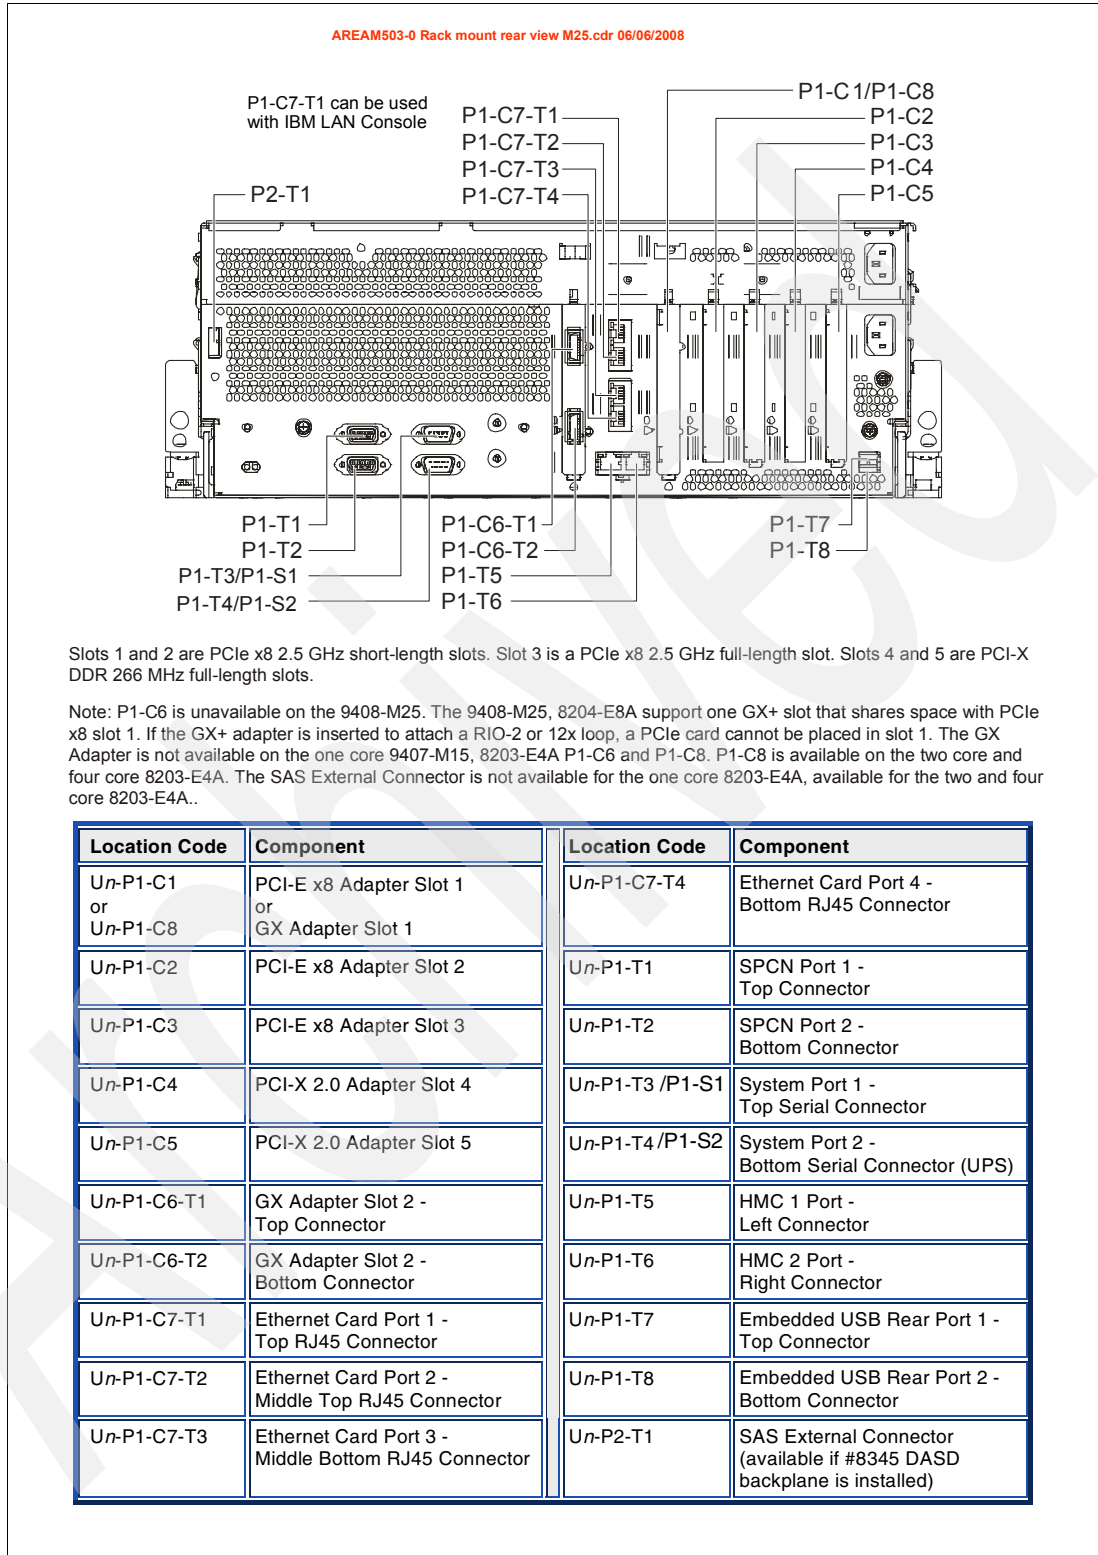 AREAM503-0 Rack mount rear view M25.cdr 06/06/2008
P1-C7-T1 can be used
with IBM LAN Console
P1-C7-T1
P1-C7-T2
P1-C7-T3
P1-C7-T4
P1-C1/P1-C8
P1-C2
P1-C3
P1-C4
P1-C5
P2-T1
P1-T1
P1-T2
P1-T3/P1-S1
P1-T4/P1-S2
P1-C6-T1
P1-C6-T2
P1-T5
P1-T6
P1-T7
P1-T8
Slots 1 and 2 are PCIe x8 2.5 GHz short-length slots. Slot 3 is a PCIe x8 2.5 GHz full-length slot. Slots 4 and 5 are PCI-X
DDR 266 MHz full-length slots.
Note: P1-C6 is unavailable on the 9408-M25. The 9408-M25, 8204-E8A support one GX+ slot that shares space with PCIe
x8 slot 1. If the GX+ adapter is inserted to attach a RIO-2 or 12x loop, a PCIe card cannot be placed in slot 1. The GX
Adapter is not available on the one core 9407-M15, 8203-E4A P1-C6 and P1-C8. P1-C8 is available on the two core and
four core 8203-E4A. The SAS External Connector is not available for the one core 8203-E4A, available for the two and four
core 8203-E4A..
Location Code Component Location Code Component
Un-P1-C1
or
Un-P1-C8
PCI-E x8 Adapter Slot 1
or
GX Adapter Slot 1
Un-P1-C7-T4
Ethernet Card Port 4 -
Bottom RJ45 Connector
Un-P1-C2
PCI-E x8 Adapter Slot 2
Un-P1-T1
SPCN Port 1 -
Top Connector
Un-P1-C3
PCI-E x8 Adapter Slot 3
Un-P1-T2
SPCN Port 2 -
Bottom Connector
Un-P1-C4
PCI-X 2.0 Adapter Slot 4
Un-P1-T3 /P1-S1
System Port 1 -
Top Serial Connector
Un-P1-C5
PCI-X 2.0 Adapter Slot 5
Un-P1-T4 /P1-S2
System Port 2 -
Bottom Serial Connector (UPS)
Un-P1-C6-T1
GX Adapter Slot 2 -
Top Connector
Un-P1-T5
HMC 1 Port -
Left Connector
Un-P1-C6-T2
GX Adapter Slot 2 -
Bottom Connector
Un-P1-T6
HMC 2 Port -
Right Connector
Un-P1-C7-T1
Ethernet Card Port 1 -
Top RJ45 Connector
Un-P1-T7
Embedded USB Rear Port 1 -
Top Connector
Un-P1-C7-T2
Ethernet Card Port 2 -
Middle Top RJ45 Connector
Un-P1-T8
Embedded USB Rear Port 2 -
Bottom Connector
Un-P1-C7-T3
Ethernet Card Port 3 -
Middle Bottom RJ45 Connector
Un-P2-T1
SAS External Connector
(available if #8345 DASD
backplane is installed)
Archived